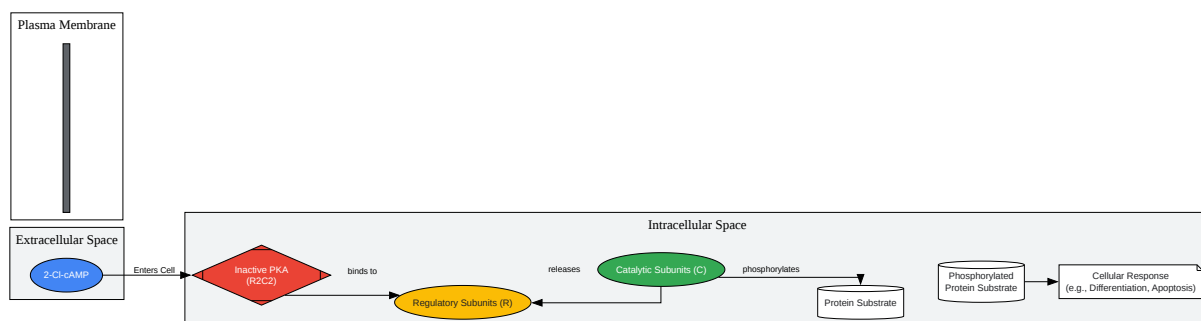 Plasma Membrane
Extracellular Space
2-Cl-cAMP
Enters Cell
Intracellular Space
Inactive PKA
(R2C2)
binds to
Regulatory Subunits (R)
releases
Catalytic Subunits (C)
phosphorylates
Protein Substrate
Phosphorylated
Protein Substrate
Cellular Response
(e.g., Differentiation, Apoptosis)